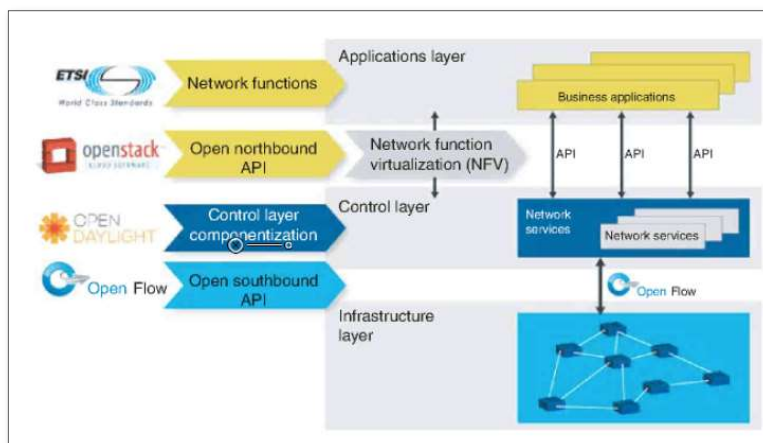 ETSI
World Class Standards
Network functions
Applications layer
Business applications
openstack
CLOUD SOFTWARE
Open northbound
API
Network function
virtualization (NFV)
API
API
API
OPEN
DAYLIGHT
Control layer
componentization
Control layer
Network
services
Network services
Open Flow
Open southbound
API
Open Flow
Infrastructure
layer